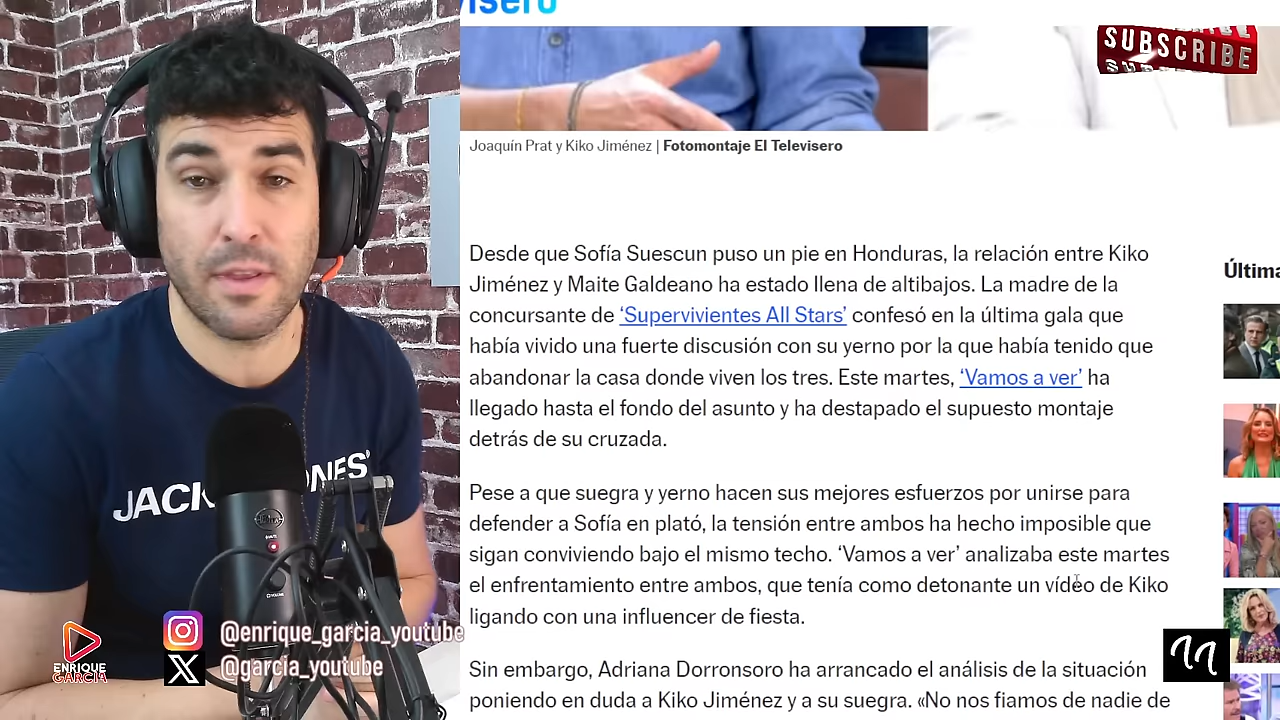 SUBSCRIBE
Joaquín Prat y Kiko Jiménez | Fotomontaje El Televisero
Desde que Sofía Suescun puso un pie en Honduras, la relación entre Kiko
Jiménez y Maite Galdeano ha estado llena de altibajos. La madre de la
concursante de ‘Supervivientes All Stars’ confesó en la última gala que
había vivido una fuerte discusión con su yerno por la que había tenido que
abandonar la casa donde viven los tres. Este martes, ‘Vamos a ver’ ha
llegado hasta el fondo del asunto y ha destapado el supuesto montaje
detrás de su cruzada.
Pese a que suegra y yerno hacen sus mejores esfuerzos por unirse para
defender a Sofía en plató, la tensión entre ambos ha hecho imposible que
sigan conviviendo bajo el mismo techo. ‘Vamos a ver’ analizaba este martes
el enfrentamiento entre ambos, que tenía como detonante un vídeo de Kiko
ligando con una influencer de fiesta.
Sin embargo, Adriana Dorronsoro ha arrancado el análisis de la situación
poniendo en duda a Kiko Jiménez y a su suegra. «No nos fiamos de nadie de
Última
JACK JONES
@enrique_garcia_youtube
@garcia_youtube
ENRIQUE
GARCIA